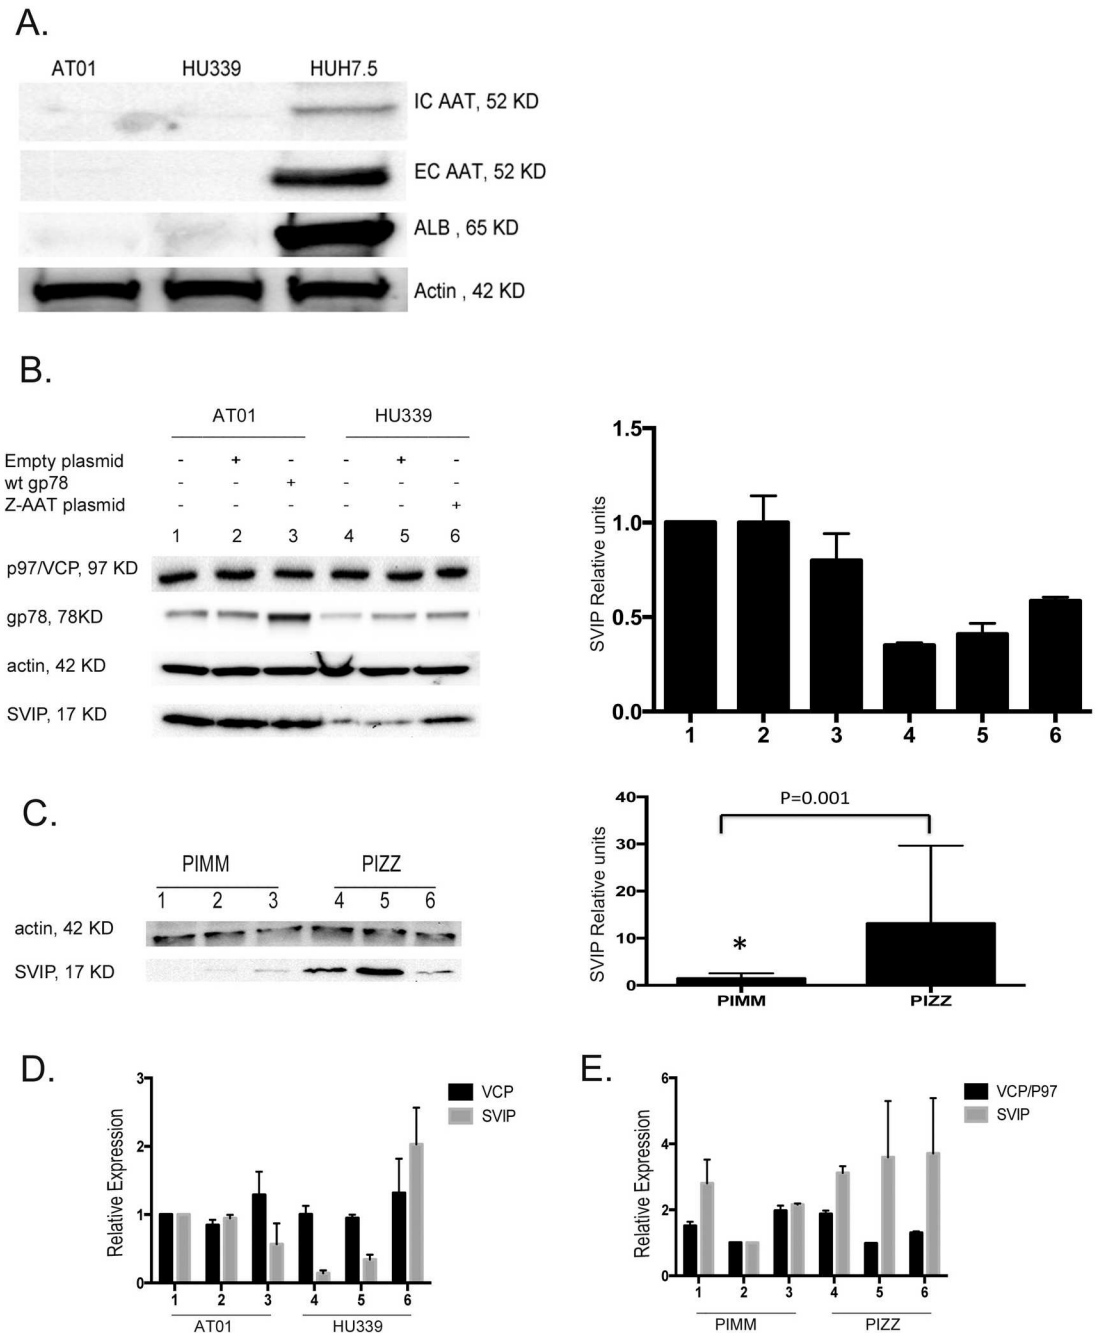 A.
AT01 HU339 HUH7.5
IC AAT, 52 KD
EC AAT, 52 KD
ALB , 65 KD
Actin , 42 KD
B.
AT01 HU339
Empty plasmid - + - - + -
wt gp78 - - + - - -
Z-AAT plasmid - - - - - +
1 2 3 4 5 6
p97/VCP, 97 KD
gp78, 78KD
actin, 42 KD
SVIP, 17 KD
SVIP Relative units
1.5
1.0
0.5
0.0
1 2 3 4 5 6
C.
PIMM PIZZ
1 2 3 4 5 6
actin, 42 KD
SVIP, 17 KD
SVIP Relative units
40
30
20
10
0
P=0.001
*
PIMM PIZZ
D.
Relative Expression
3
2
1
0
VCP
SVIP
1 2 3 4 5 6
AT01 HU339
E.
Relative Expression
6
4
2
0
VCP/P97
SVIP
1 2 3 4 5 6
PIMM PIZZ